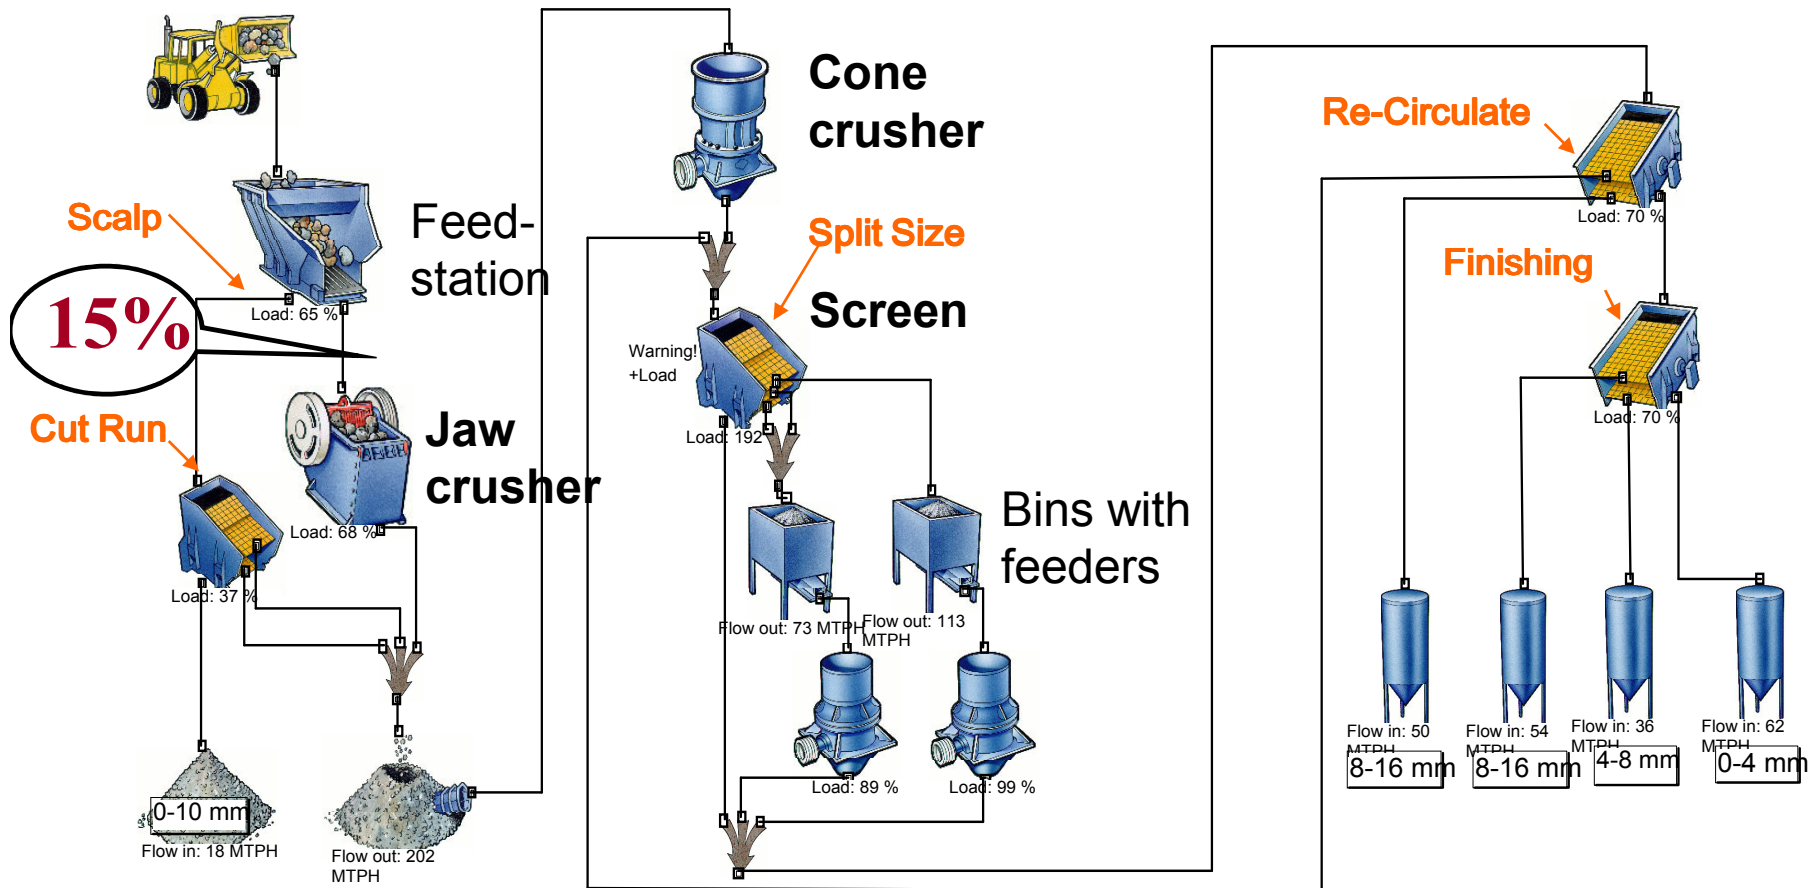 Cone
crusher
Re-Circulate
Load: 70 %
Scalp
Feed-
station
Split Size
Finishing
15%
Load: 65 %
Screen
Warning!
+Load
Load: 70 %
Cut Run
Jaw
crusher
Load: 192
Load: 68 %
Bins with
feeders
Load: 37 %
Flow out: 73 MTPH
Flow out: 113
MTPH
Flow in: 50
MTPH
8-16 mm
Flow in: 54
MTPH
8-16 mm
Flow in: 36
MTPH
4-8 mm
Flow in: 62
MTPH
0-4 mm
Load: 89 %
Load: 99 %
0-10 mm
Flow in: 18 MTPH
Flow out: 202
MTPH